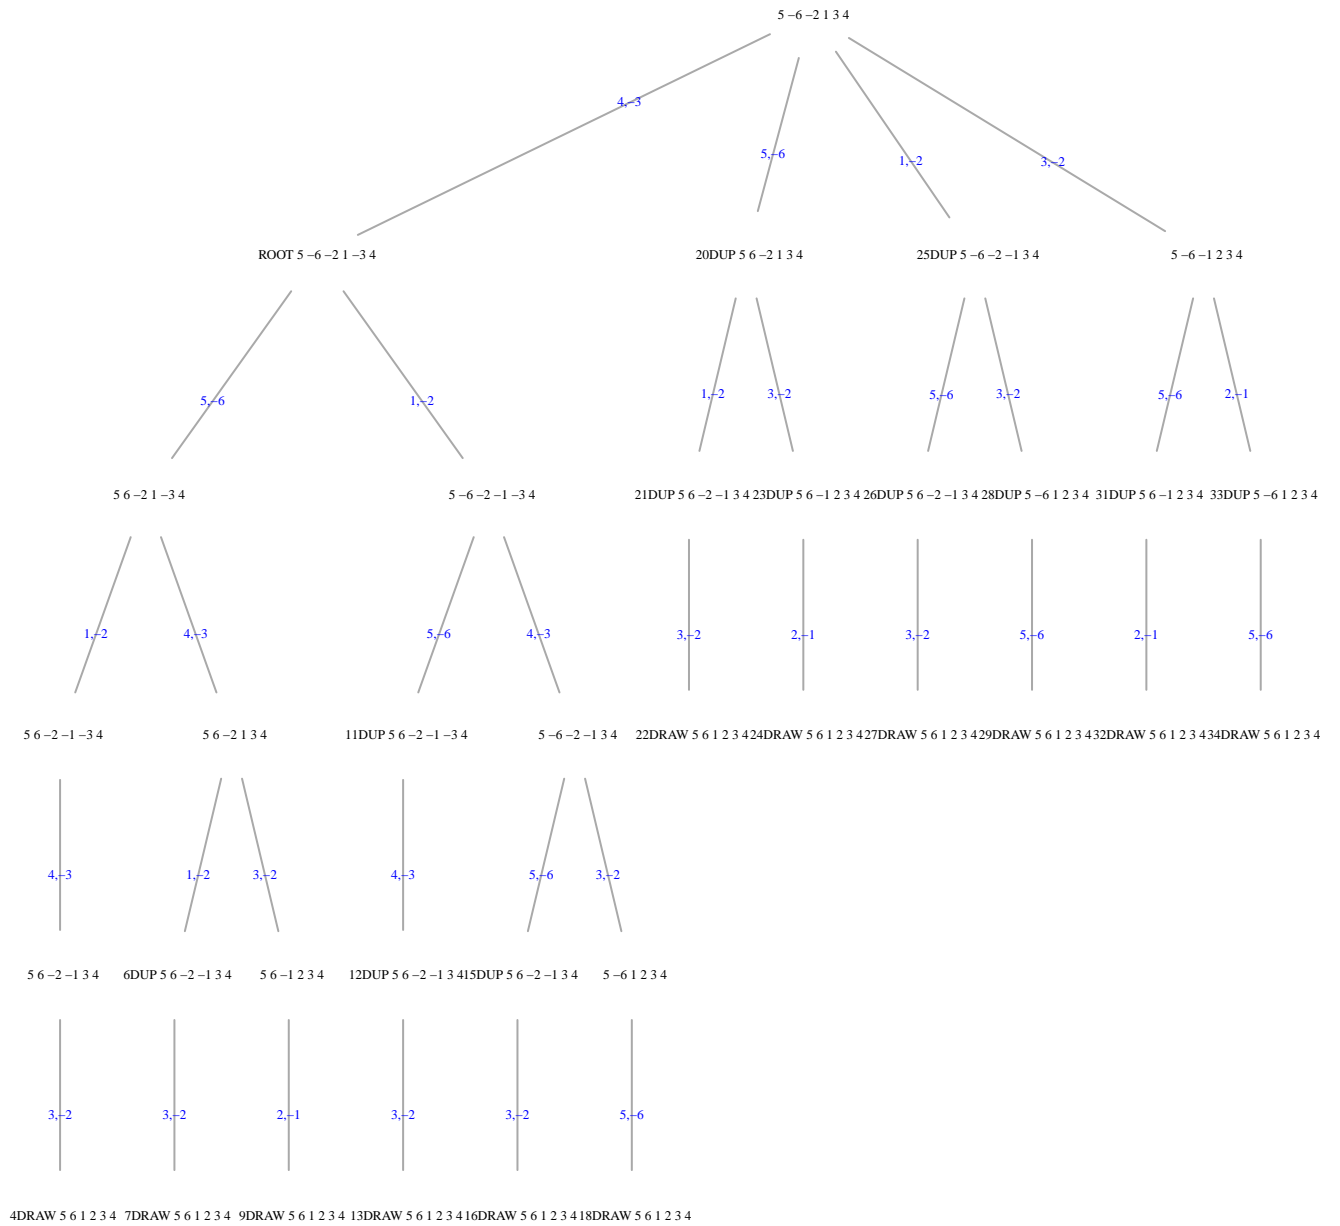 5 −6 −2 1 3 4
4,−3
5,−6
1,−2
3,−2
ROOT 5 −6 −2 1 −3 4
20DUP 5 6 −2 1 3 4
25DUP 5 −6 −2 −1 3 4
5 −6 −1 2 3 4
5,−6
1,−2
1,−2
3,−2
5,−6
3,−2
5,−6
2,−1
5 6 −2 1 −3 4
5 −6 −2 −1 −3 4
21DUP 5 6 −2 −1 3 4
23DUP 5 6 −1 2 3 4
26DUP 5 6 −2 −1 3 4
28DUP 5 −6 1 2 3 4
31DUP 5 6 −1 2 3 4
33DUP 5 −6 1 2 3 4
1,−2
4,−3
5,−6
4,−3
3,−2
2,−1
3,−2
5,−6
2,−1
5,−6
5 6 −2 −1 −3 4
5 6 −2 1 3 4
11DUP 5 6 −2 −1 −3 4
5 −6 −2 −1 3 4
22DRAW 5 6 1 2 3 4
24DRAW 5 6 1 2 3 4
27DRAW 5 6 1 2 3 4
29DRAW 5 6 1 2 3 4
32DRAW 5 6 1 2 3 4
34DRAW 5 6 1 2 3 4
4,−3
1,−2
3,−2
4,−3
5,−6
3,−2
5 6 −2 −1 3 4
6DUP 5 6 −2 −1 3 4
5 6 −1 2 3 4
12DUP 5 6 −2 −1 3 4
15DUP 5 6 −2 −1 3 4
5 −6 1 2 3 4
3,−2
3,−2
2,−1
3,−2
3,−2
5,−6
4DRAW 5 6 1 2 3 4
7DRAW 5 6 1 2 3 4
9DRAW 5 6 1 2 3 4
13DRAW 5 6 1 2 3 4
16DRAW 5 6 1 2 3 4
18DRAW 5 6 1 2 3 4